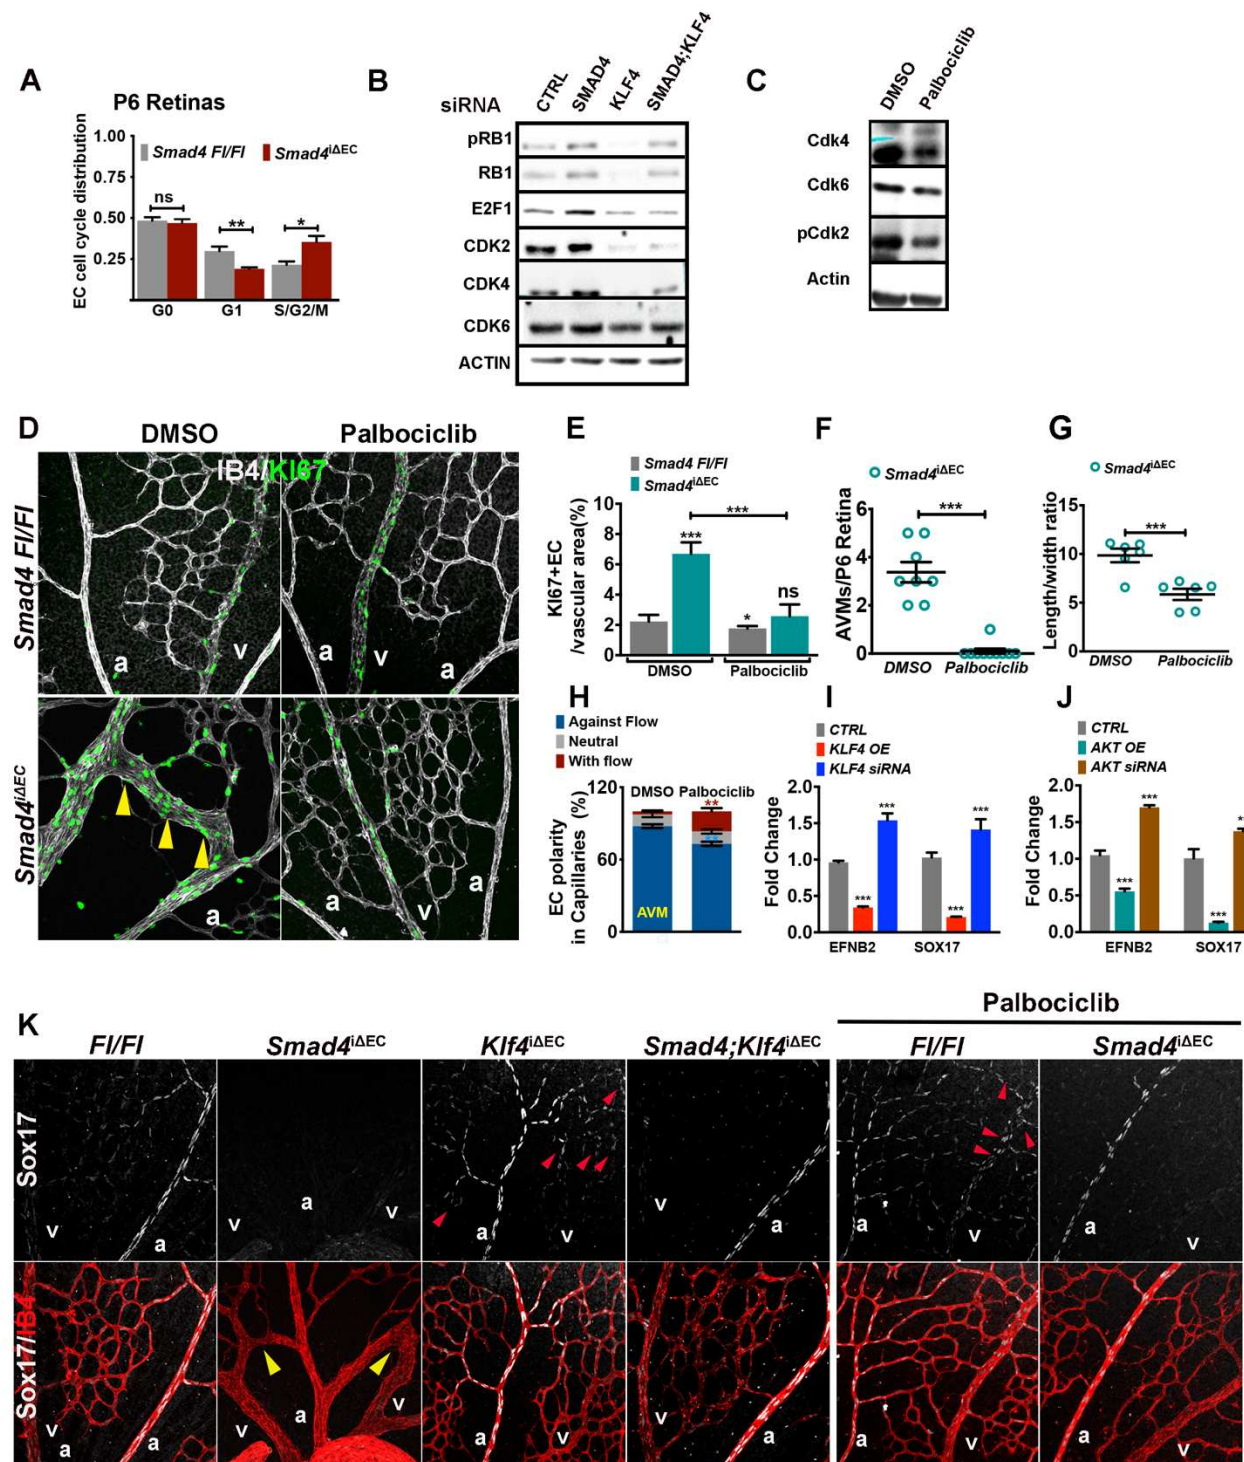 A
P6 Retinas
EC cell cycle distribution
1.00
0.75
0.50
0.25
Smad4 Fl/Fl
Smad4iΔEC
ns
**
*
G0
G1
S/G2/M
B
siRNA
CTRL
SMAD4
KLF4
SMAD4;KLF4
pRB1
RB1
E2F1
CDK2
CDK4
CDK6
ACTIN
C
DMSO
Palbociclib
Cdk4
Cdk6
pCdk2
Actin
D
DMSO
Palbociclib
IB4/KI67
Smad4 Fl/Fl
a
v
a
v
a
Smad4iΔEC
a
a
v
a
E
Smad4 Fl/Fl
Smad4iΔEC
KI67+EC
/vascular area(%)
10
8
6
4
2
0
***
***
*
ns
DMSO
Palbociclib
F
Smad4iΔEC
AVMs/P6 Retina
6
4
2
0
***
DMSO
Palbociclib
G
Smad4iΔEC
Length/width ratio
15
10
5
0
***
DMSO
Palbociclib
H
Against Flow
Neutral
With flow
EC polarity
in Capillaries (%)
120
60
0
DMSO Palbociclib
**
**
AVM
I
CTRL
KLF4 OE
KLF4 siRNA
Fold Change
2.0
1.5
1.0
0.5
0.0
***
***
***
***
EFNB2
SOX17
J
CTRL
AKT OE
AKT siRNA
Fold Change
2.0
1.5
1.0
0.5
0.0
***
***
***
**
EFNB2
SOX17
K
Palbociclib
Fl/Fl
Smad4iΔEC
Klf4iΔEC
Smad4;Klf4iΔEC
Fl/Fl
Smad4iΔEC
Sox17
v
a
v
a
v
a
v
v
a
a
v
a
v
Sox17/IB4
v
a
a
v
a
v
a
v
v
a
a
v
a
v